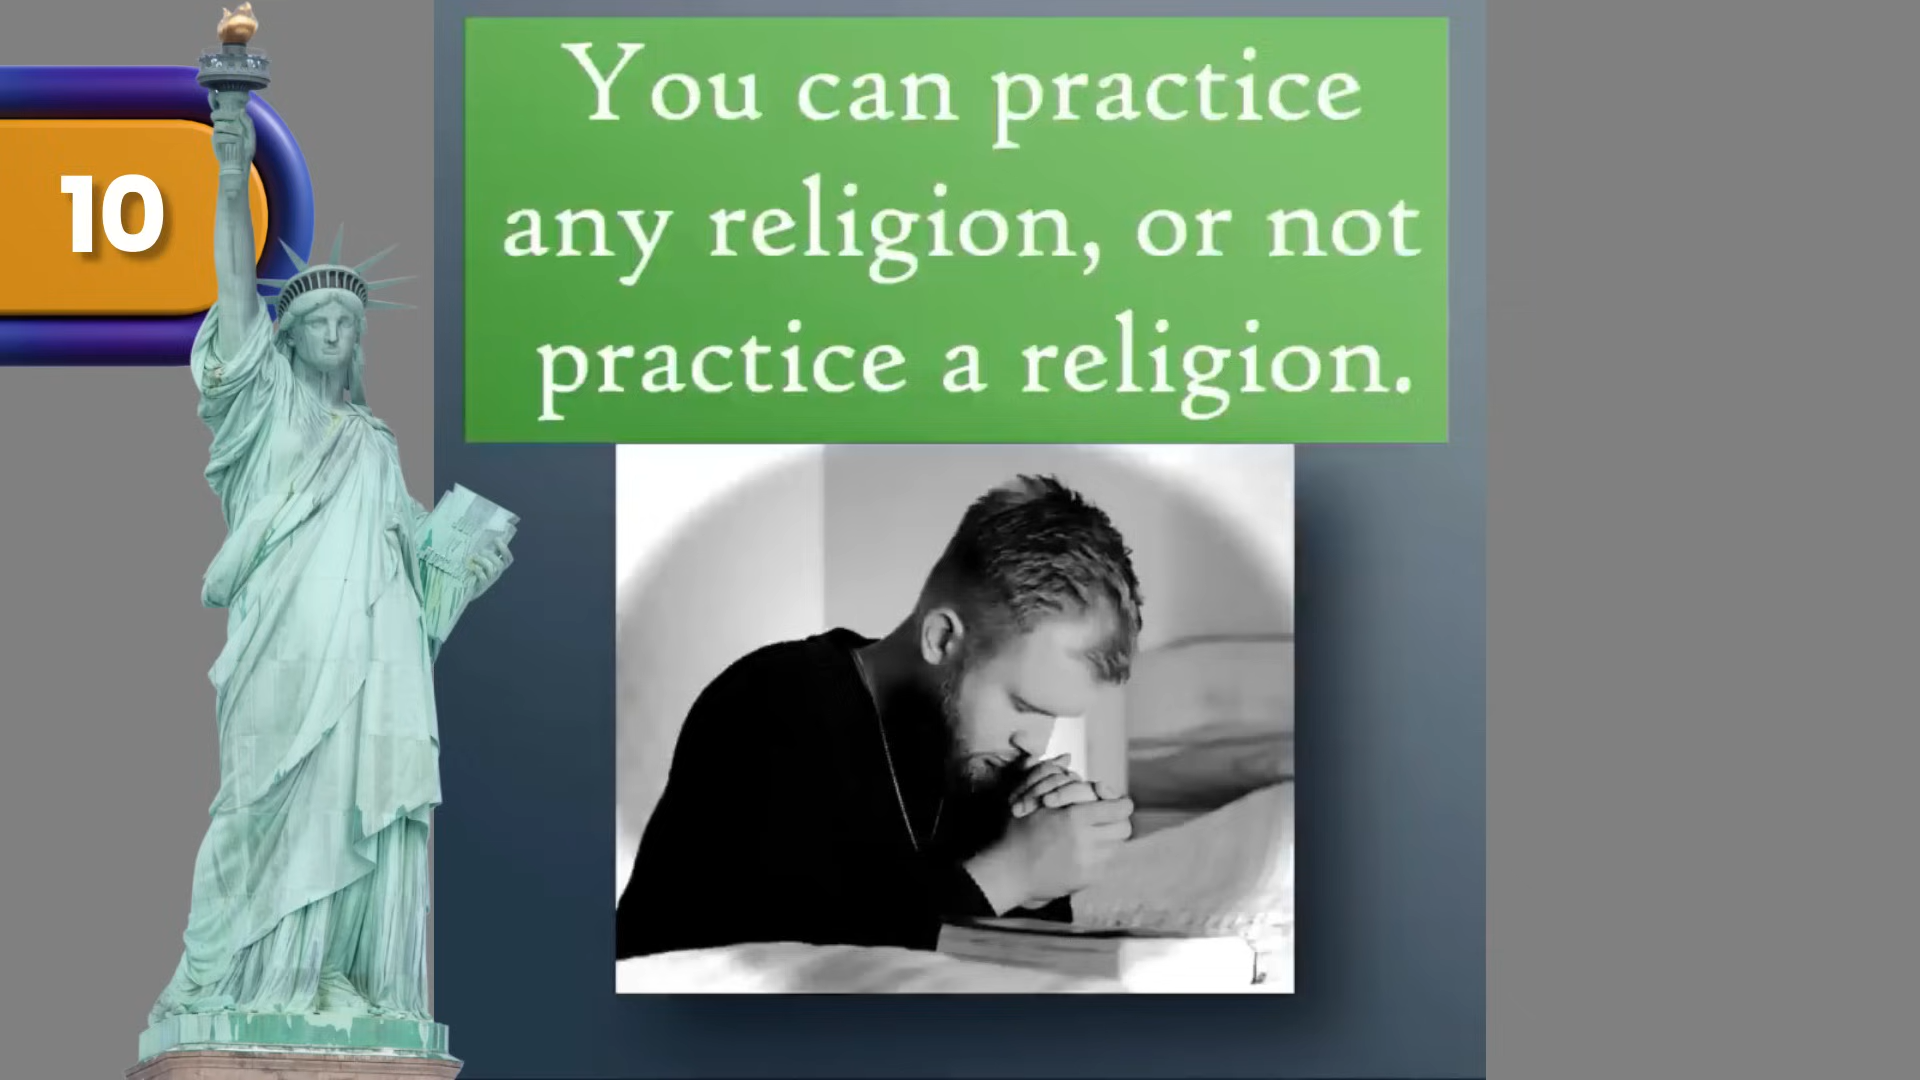 10
You can practice
any religion, or not
practice a religion.